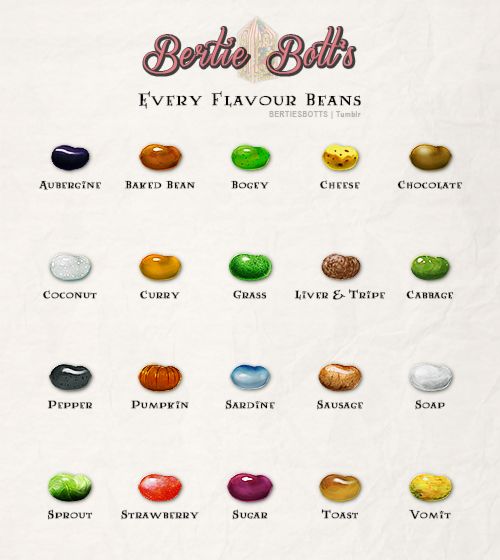 Bertie Bott's
Every Flavour Beans
BERTIESBOTTS | Tumblr
Aubergine Baked Bean Bogey Cheese Chocolate
Coconut Curry Grass Liver & Tripe Cabbage
Pepper Pumpkin Sardine Sausage Soap
Sprout Strawberry Sugar Toast Vomit